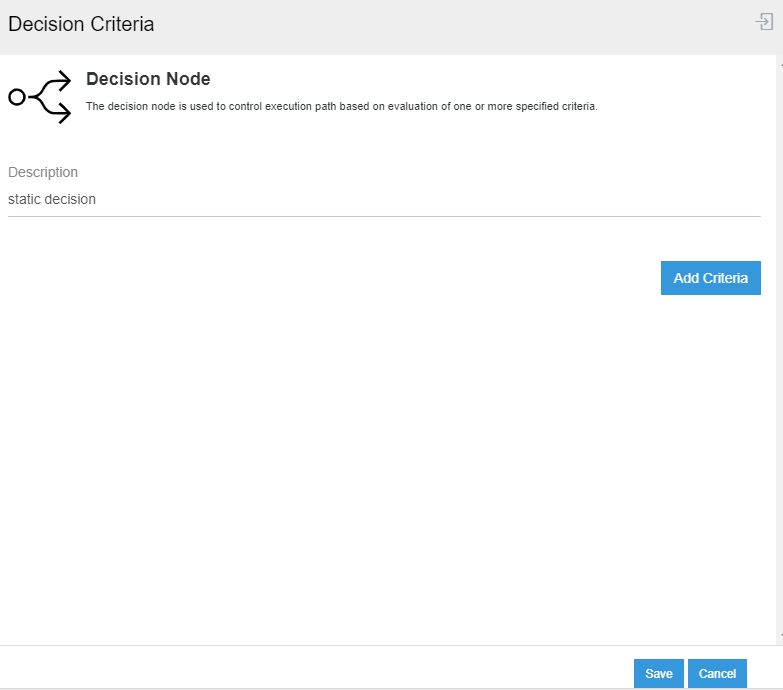 Decision Criteria
Decision Node
The decision node is used to control execution path based on evaluation of one or more specified criteria.
Description
static decision
Add Criteria
Save Cancel